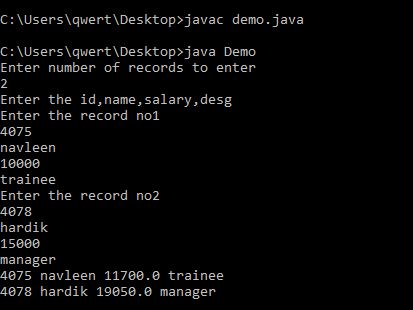 C:\Users\qwert\Desktop>javac demo.java
C:\Users\qwert\Desktop>java Demo
Enter number of records to enter
2
Enter the id,name,salary,desg
Enter the record no1
4075
navleen
10000
trainee
Enter the record no2
4078
hardik
15000
manager
4075 navleen 11700.0 trainee
4078 hardik 19050.0 manager